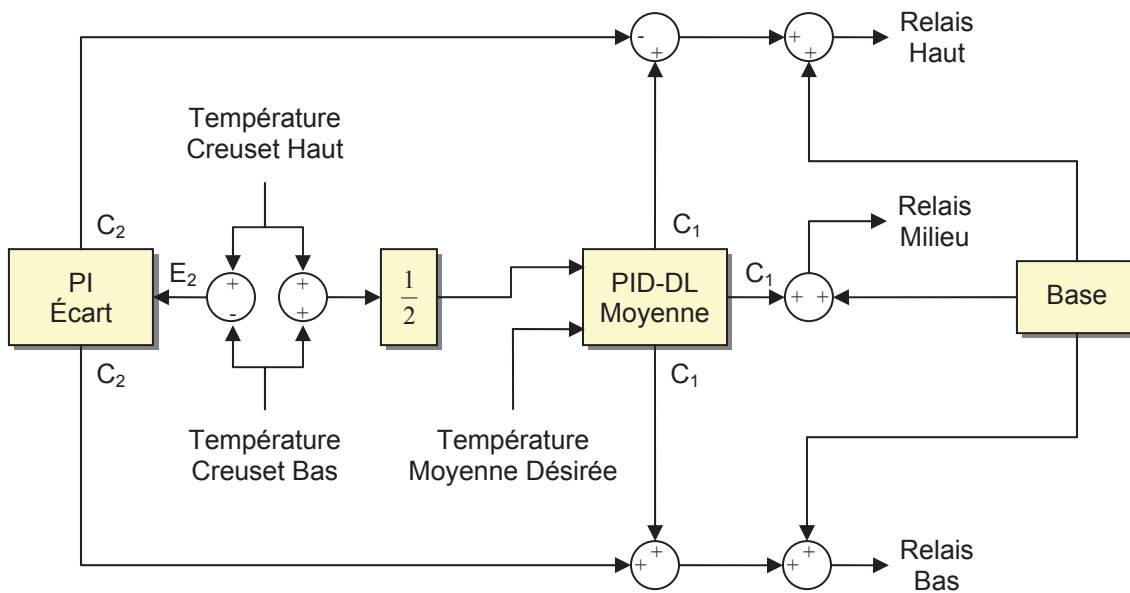 Relais
Haut
-
+
+
+
Température
Creuset Haut
C₂
C₁
Relais
Milieu
PI
Écart
E₂
+
-
+
+
1
2
PID-DL
Moyenne
C₁
+ +
Base
C₂
C₁
Température
Creuset Bas
Température
Moyenne Désirée
+
+
+
+
Relais
Bas